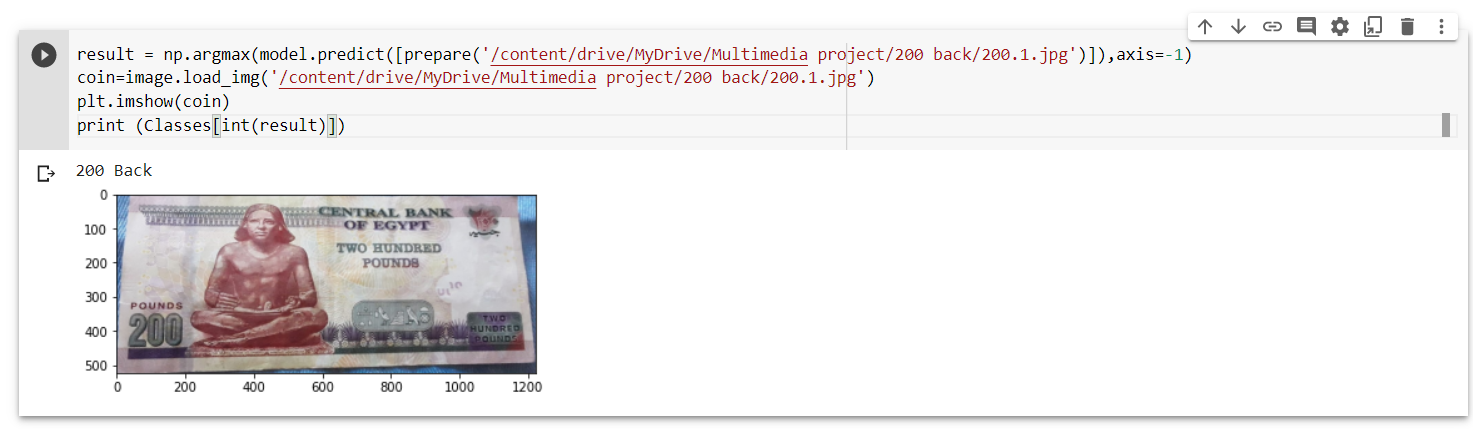 result = np.argmax(model.predict([prepare('/content/drive/MyDrive/Multimedia project/200 back/200.1.jpg')]),axis=-1)
coin=image.load_img('/content/drive/MyDrive/Multimedia project/200 back/200.1.jpg')
plt.imshow(coin)
print (Classes[int(result)])
200 Back
0
100
200
300
400
500
CENTRAL BANK
OF EGYPT
TWO HUNDRED
POUNDS
POUNDS
200
TWO
HUNDRED
POUNDS
0 200 400 600 800 1000 1200